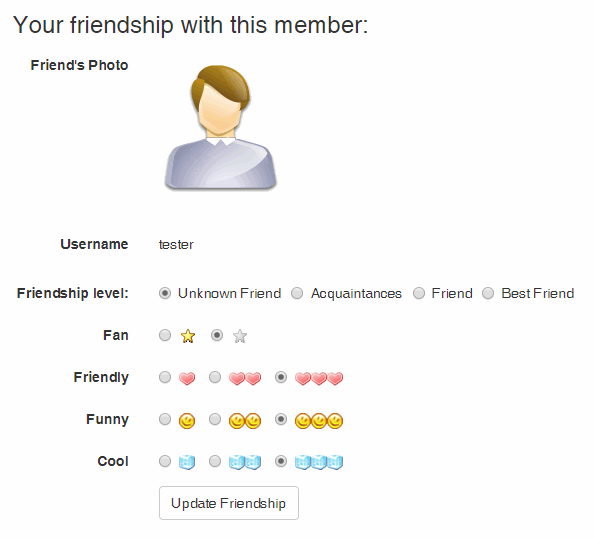 Your friendship with this member:
Friend's Photo
Username tester
Friendship level: Unknown Friend Acquaintances Friend Best Friend
Fan
Friendly
Funny
Cool
Update Friendship